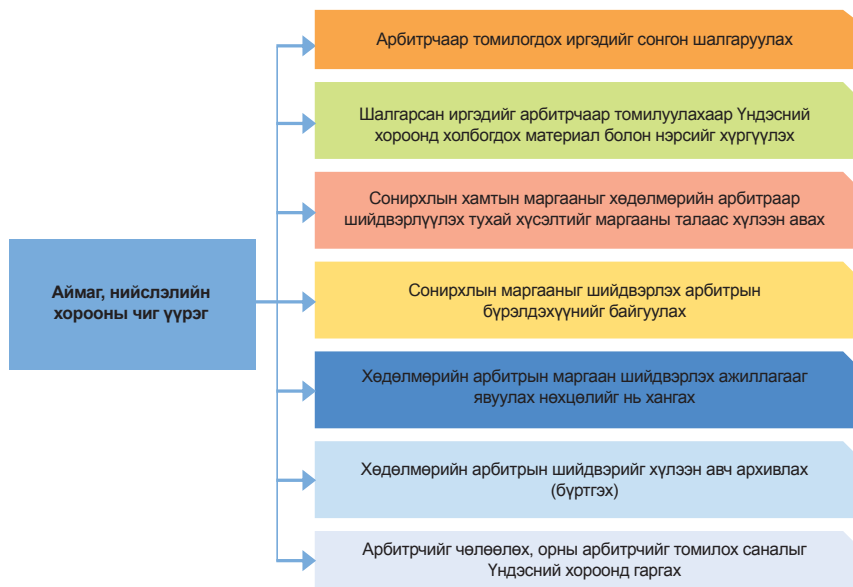 Арбитрчаар томилогдох иргэдийг сонгон шалгаруулах
Шалгарсан иргэдийг арбитрчаар томилуулахаар Үндэсний
хороонд холбогдох материал болон нэрсийг хүргүүлэх
Сонирхлын хамтын маргааныг хөдөлмөрийн арбитраар
шийдвэрлүүлэх тухай хүсэлтийг маргааны талаас хүлээн авах
Аймаг, нийслэлийн
хорооны чиг үүрэг
Сонирхлын маргааныг шийдвэрлэх арбитрын
бүрэлдэхүүнийг байгуулах
Хөдөлмөрийн арбитрын маргаан шийдвэрлэх ажиллагааг
явуулах нөхцөлийг нь хангах
Хөдөлмөрийн арбитрын шийдвэрийг хүлээн авч архивлах
(бүртгэх)
Арбитрчийг чөлөөлөх, орны арбитрчийг томилох саналыг
Үндэсний хороонд гаргах